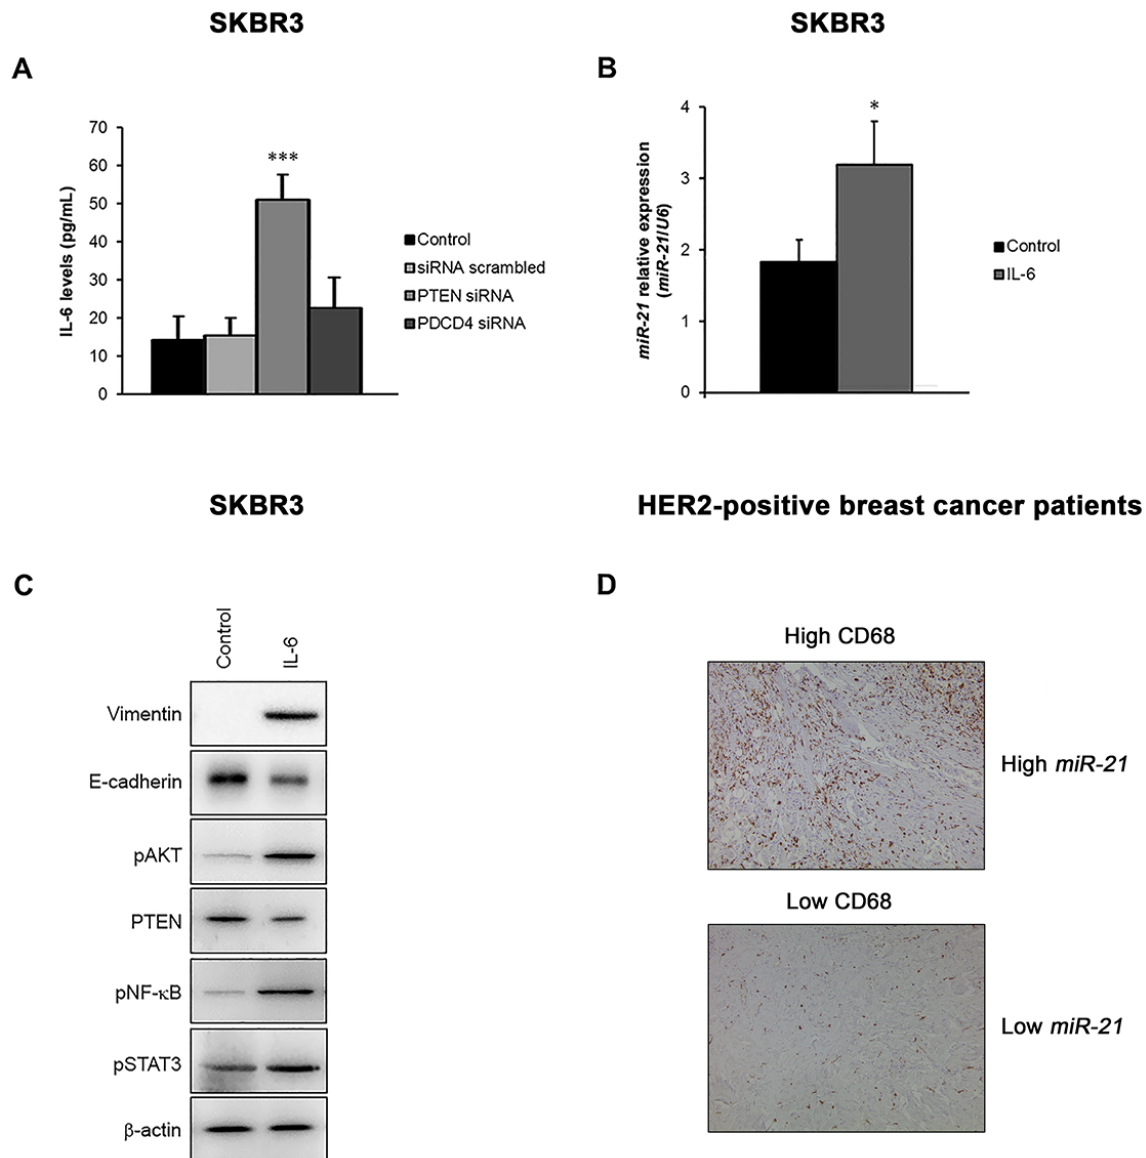 SKBR3
A
70
60
50
40
30
20
10
0
IL-6 levels (pg/mL)
***
Control
siRNA scrambled
PTEN siRNA
PDCD4 siRNA
SKBR3
B
4
3
2
1
0
miR-21 relative expression
(miR-21/U6)
*
Control
IL-6
SKBR3
C
Control
IL-6
Vimentin
E-cadherin
pAKT
PTEN
pNF-κB
pSTAT3
β-actin
HER2-positive breast cancer patients
D
High CD68
High miR-21
Low CD68
Low miR-21